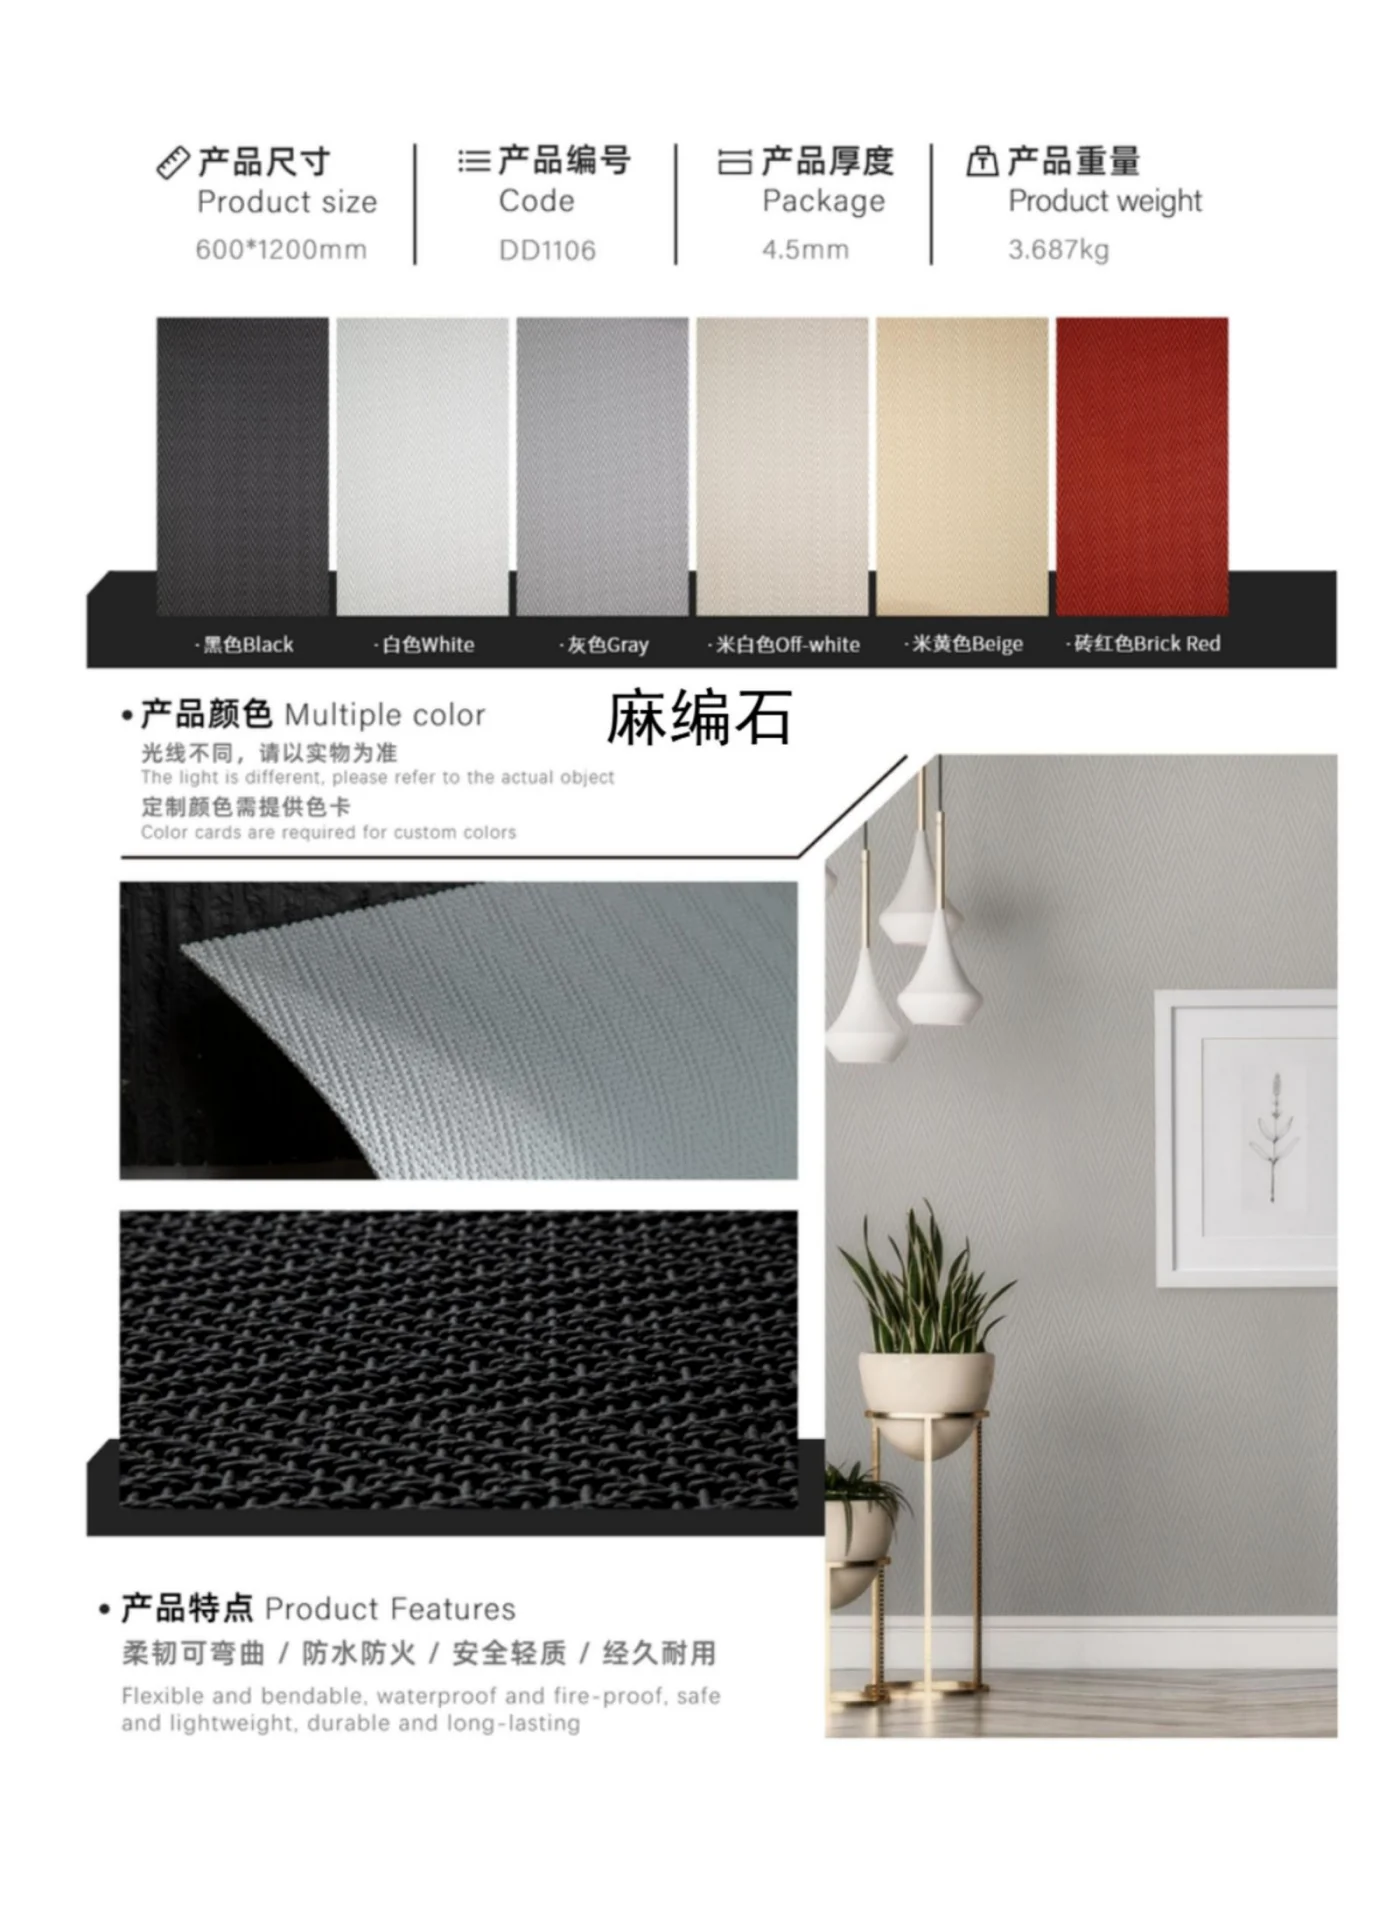 产品尺寸
Product size
600*1200mm
产品编号
Code
DD1106
产品厚度
Package
4.5mm
产品重量
Product weight
3.687kg
·黑色Black
·白色White
·灰色Gray
·米白色Off-white
·米黄色Beige
·砖红色Brick Red
•产品颜色 Multiple color
麻编石
光线不同，请以实物为准
The light is different, please refer to the actual object
定制颜色需提供色卡
Color cards are required for custom colors
•产品特点 Product Features
柔韧可弯曲 / 防水防火 / 安全轻质 / 经久耐用
Flexible and bendable, waterproof and fire-proof, safe
and lightweight, durable and long-lasting